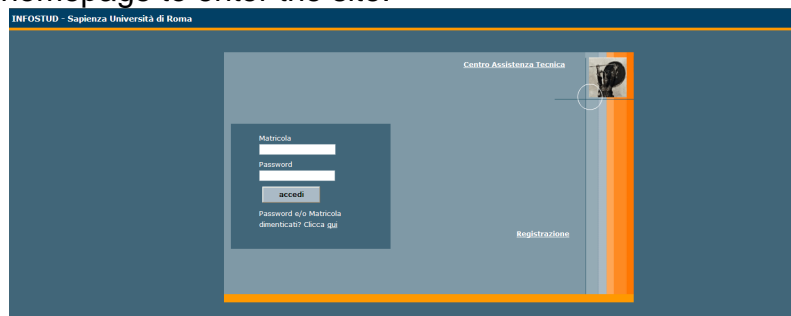 homepage to enter the site.
INFOSTUD - Sapienza Università di Roma
Centro Assistenza Tecnica
Matricola
Password
accedi
Password e/o Matricola
dimenticati? Clicca qui
Registrazione